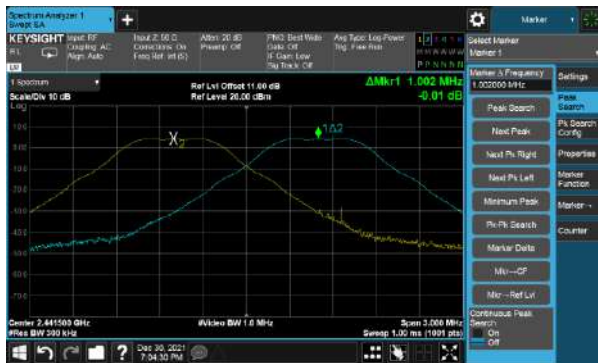 Spectrum Analyzer 1
Swept SA
+
Marker
KEYSIGHT
Input: RF
Coupling: AC
Align: Auto
Input Z: 50 Ω
Corrections: On
Freq Ref: Int (S)
Atten: 20 dB
Preamp: Off
PNO: Best Wide
Gate: Off
IF Gain: Low
Sig Track: Off
Avg Type: Log-Power
Trig: Free Run
Select Marker
Marker 1
1 Spectrum
Scale/Div 10 dB
Log
Ref Lvl Offset 11.00 dB
Ref Level 20.00 dBm
ΔMkr1 1.002 MHz
-0.01 dB
1Δ2
Center 2.441500 GHz
#Res BW 300 kHz
#Video BW 1.0 MHz
Span 3.000 MHz
Sweep 1.00 ms (1001 pts)
Marker Δ Frequency
1.002000 MHz
Peak Search
Next Peak
Next Pk Right
Next Pk Left
Minimum Peak
Pk-Pk Search
Marker Delta
Mkr→CF
Mkr→Ref Lvl
Continuous Peak
Search
On
Off
Settings
Peak
Search
Pk Search
Config
Properties
Marker
Function
Marker→
Counter
?
Dec 30, 2021
7:04:30 PM